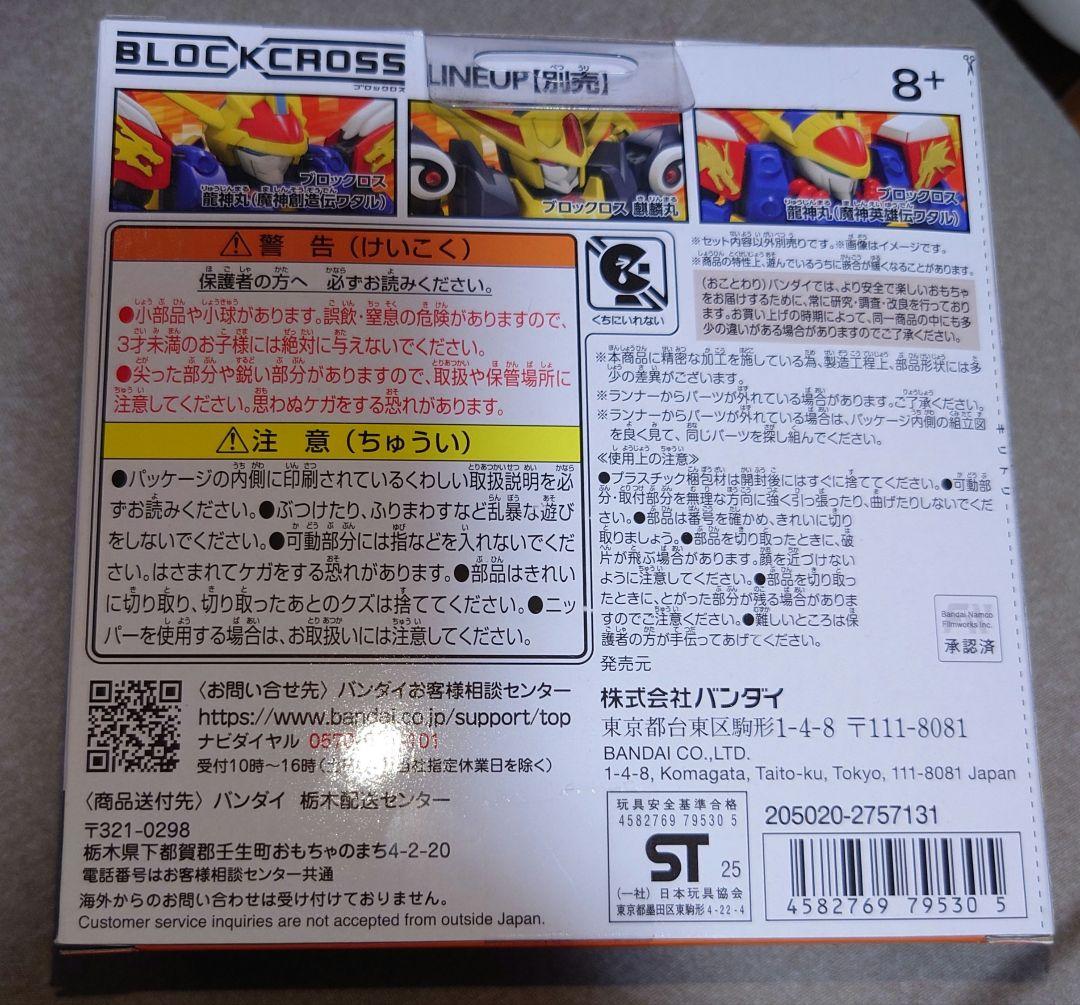 BLOCKCROSS
ブロックロス
LINEUP【別売】
べつ うり
8+
ブロックロス
りゅうじんまる
龍神丸(魔神創造伝ワタル)
ブロックロス 麒麟丸
ブロックロス
りゅうじんまる
龍神丸(魔神英雄伝ワタル)
⚠警告(けいこく)
保護者の方へ 必ずお読みください。
●小部品や小球があります。誤飲・窒息の危険がありますので、
3才未満のお子様には絶対に与えないでください。
●尖った部分や鋭い部分がありますので、取扱や保管場所に
注意してください。思わぬケガをする恐れがあります。
⚠注意(ちゅうい)
●パッケージの内側に印刷されているくわしい取扱説明を必
ずお読みください。●ぶつけたり、ふりまわすなど乱暴な遊び
をしないでください。●可動部分には指などを入れないでくだ
さい。はさまれてケガをする恐れがあります。●部品はきれい
に切り取り、切り取ったあとのクズは捨ててください。●ニッ
パーを使用する場合は、お取扱いには注意してください。
くちにいれない
※セット内容以外別売りです。※画像はイメージです。
※商品の特性上、遊んでいるうちに嵌合が緩くなることがあります。
(おことわり)バンダイでは、より安全で楽しいおもちゃ
をお届けするために、常に研究・調査・改良を行っており
ます。お買い上げの時期によって、同一商品の中にも多
少の違いがある場合がありますのでご了承ください。
※本商品に精密な加工を施している為、製造工程上、部品形状には多
少の差異がございます。
※ランナーからパーツが外れている場合があります。ご了承ください。
※ランナーからパーツが外れている場合は、パッケージ内側の組立図
を良く見て、同じパーツを探し組んでください。
《使用上の注意》
●プラスチック梱包材は開封後にはすぐに捨ててください。●可動部
分・取付部分を無理な方向に強く引っ張ったり、曲げたりしないでくだ
さい。●部品は番号を確かめ、きれいに切り
取りましょう。●部品を切り取ったときに、破
片が飛ぶ場合があります。顔を近づけない
ように注意してください。●部品を切り取っ
たときに、とがった部分が残る場合がありま
すのでご注意ください。●難しいところは保
護者の方が手伝ってあげてください。
キリトリ
Bandai Namco
Filmworks Inc.
承認済
発売元
株式会社バンダイ
東京都台東区駒形1-4-8 〒111-8081
BANDAI CO.,LTD.
1-4-8, Komagata, Taito-ku, Tokyo, 111-8081 Japan
〈お問い合せ先〉バンダイお客様相談センター
https://www.bandai.co.jp/support/top
ナビダイヤル 0570 101
受付10時～16時( 当社指定休業日を除く)
〈商品送付先〉バンダイ 栃木配送センター
〒321-0298
栃木県下都賀郡壬生町おもちゃのまち4-2-20
電話番号はお客様相談センター共通
海外からのお問い合わせは受け付けておりません。
Customer service inquiries are not accepted from outside Japan.
玩具安全基準合格
4582769 79530 5
ST 25
(一社)日本玩具協会
東京都墨田区東駒形4-22-4
205020-2757131
4582769 795305